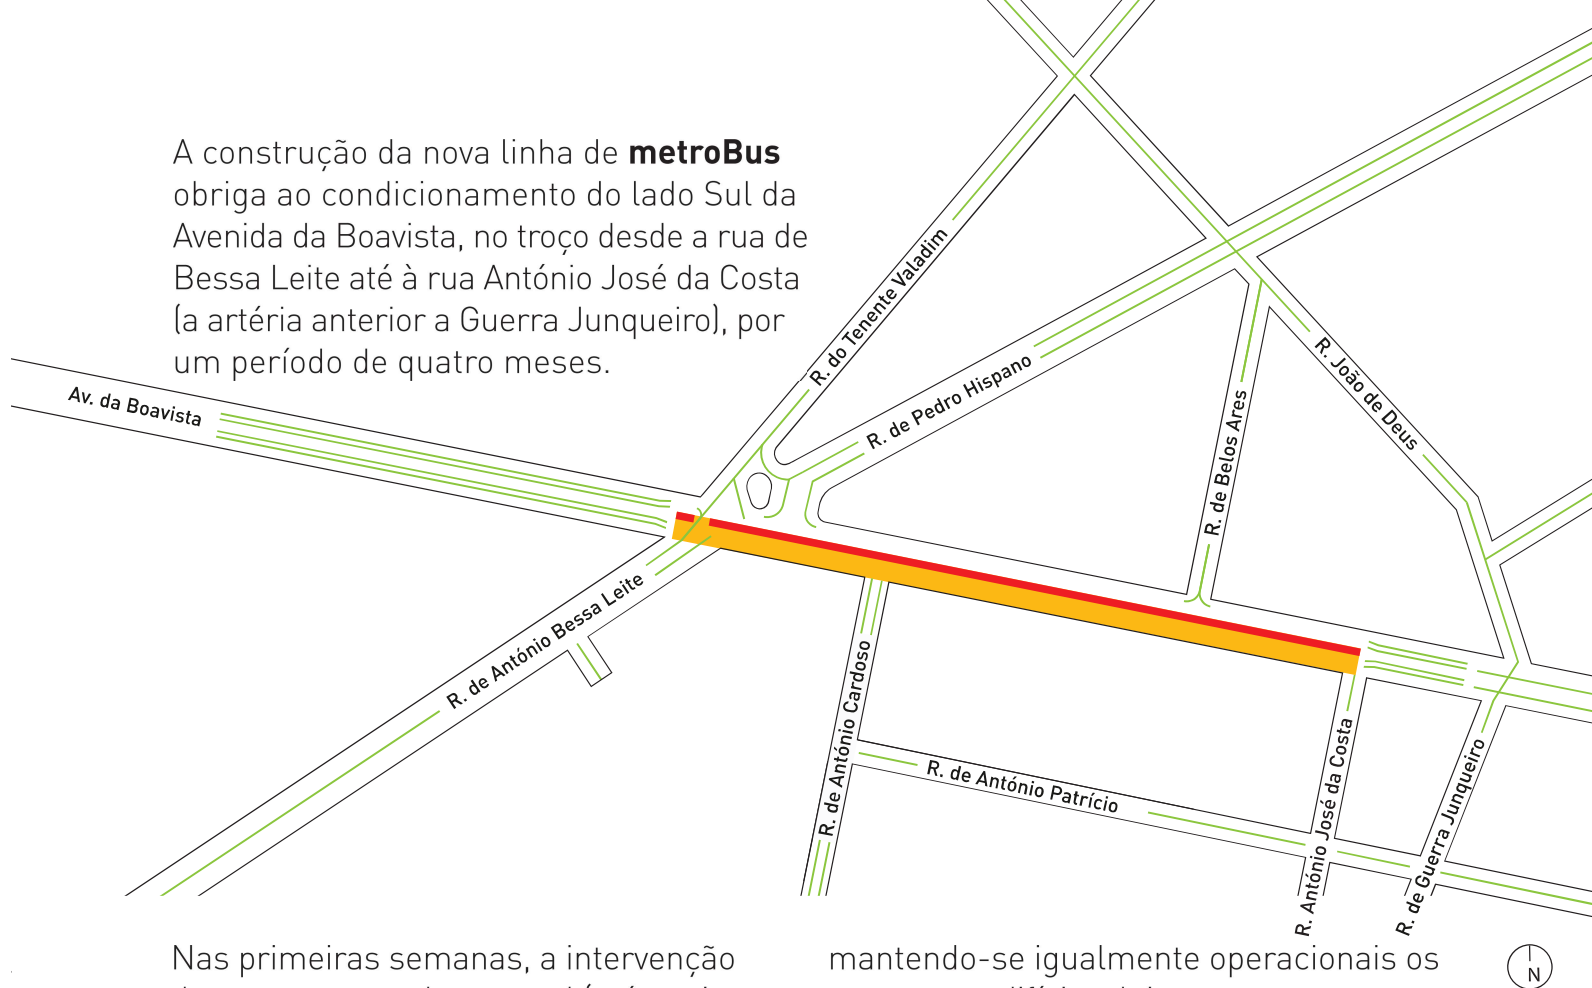 A construção da nova linha de metroBus
obriga ao condicionamento do lado Sul da
Avenida da Boavista, no troço desde a rua de
Bessa Leite até à rua António José da Costa
(a artéria anterior a Guerra Junqueiro), por
um período de quatro meses.
Av. da Boavista
R. do Tenente Valadim
R. de Pedro Hispano
R. João de Deus
R. de Belos Ares
R. de António Bessa Leite
R. de António Cardoso
R. de António Patrício
R. António José da Costa
R. de Guerra Junqueiro
Nas primeiras semanas, a intervenção
mantendo-se igualmente operacionais os
N